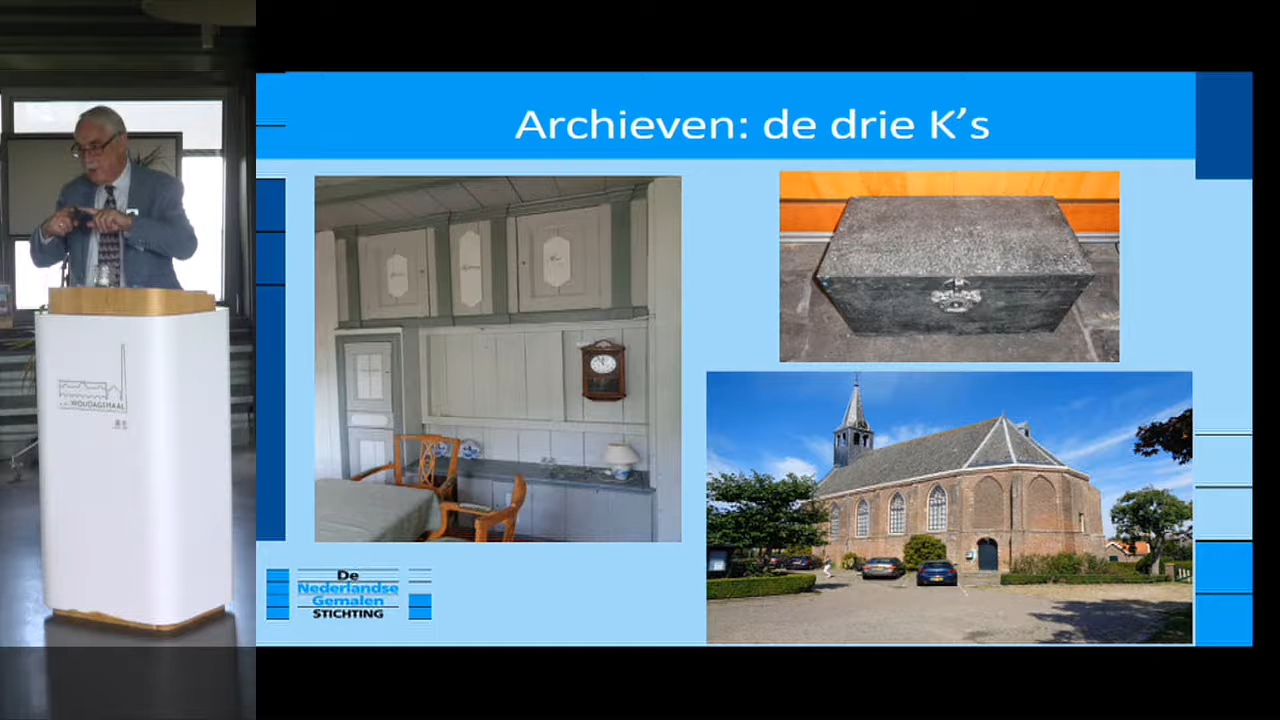 Archieven: de drie K's
WOUDAGEMAAL
De
Nederlandse
Gemalen
STICHTING